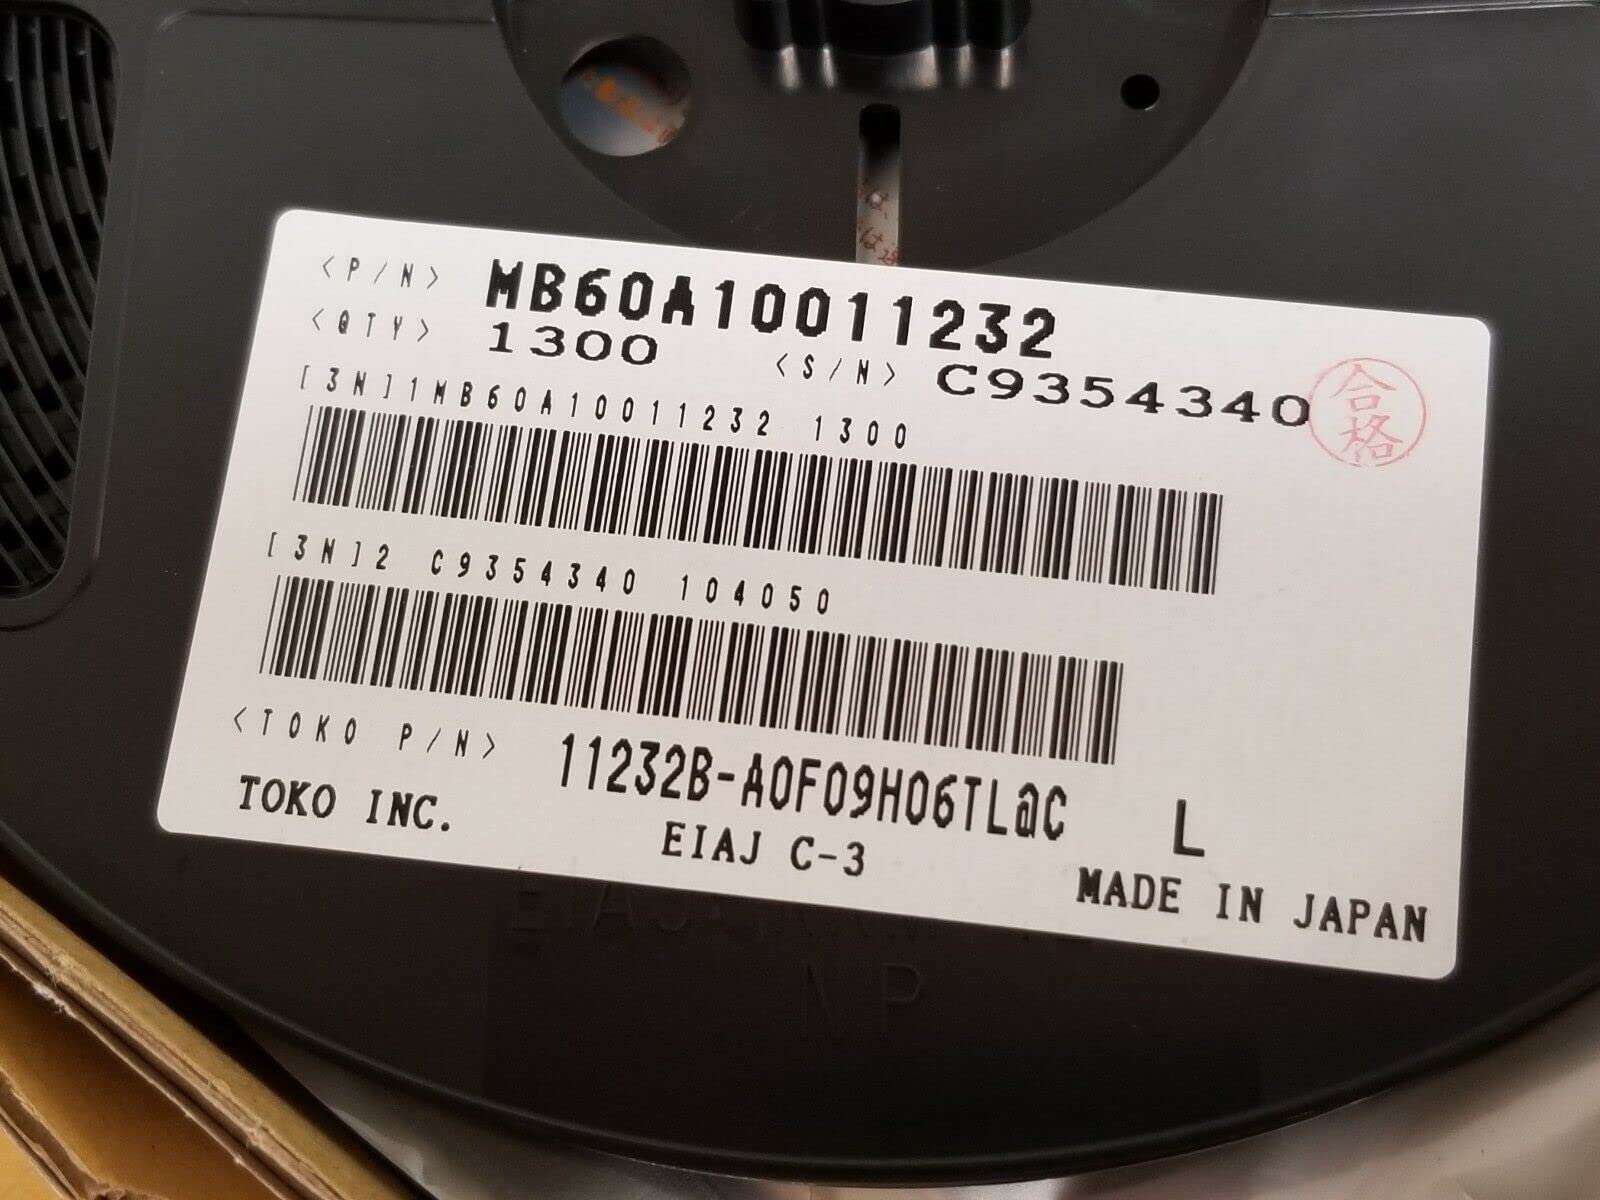 <P/N> MB60A10011232
<QTY> 1300 <S/N> C9354340
合格
[3N]1MB60A10011232 1300
[3N]2 C9354340 104050
<TOKO P/N> 11232B-A0F09H06TL@C L
TOKO INC. EIAJ C-3 MADE IN JAPAN
NP